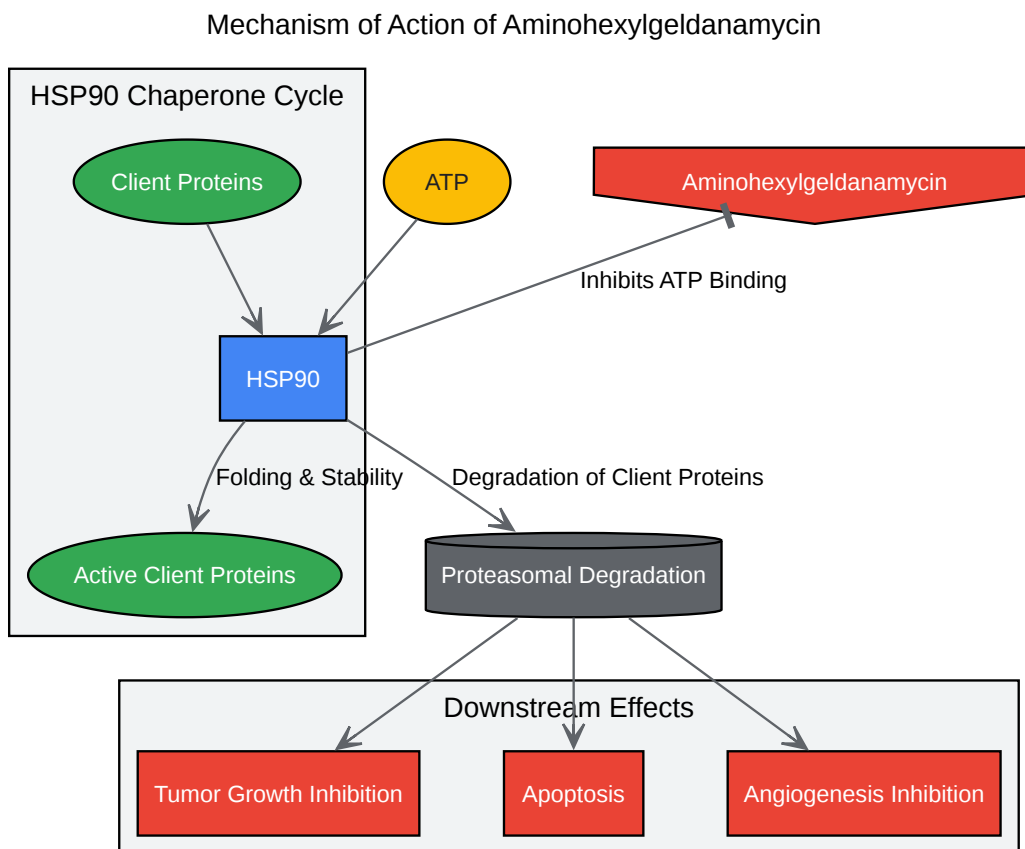 Mechanism of Action of Aminohexylgeldanamycin
HSP90 Chaperone Cycle
Client Proteins
ATP
Aminohexylgeldanamycin
Inhibits ATP Binding
HSP90
Folding & Stability
Degradation of Client Proteins
Active Client Proteins
Proteasomal Degradation
Downstream Effects
Tumor Growth Inhibition
Apoptosis
Angiogenesis Inhibition